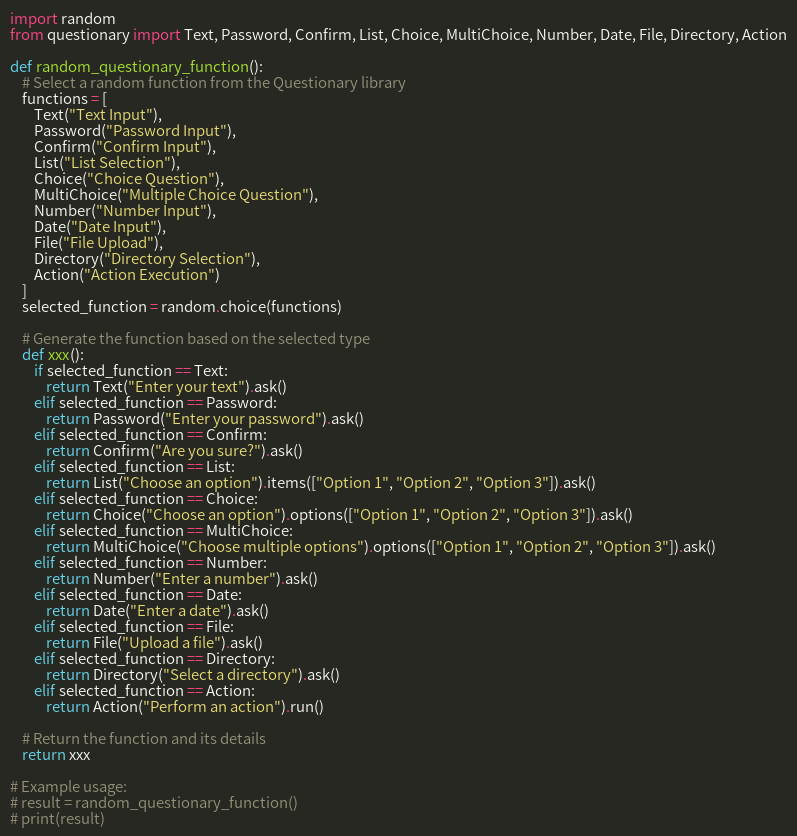 import random
from questionary import Text, Password, Confirm, List, Choice, MultiChoice, Number, Date, File, Directory, Action

def random_questionary_function():
    # Select a random function from the Questionary library
    functions = [
        Text("Text Input"),
        Password("Password Input"),
        Confirm("Confirm Input"),
        List("List Selection"),
        Choice("Choice Question"),
        MultiChoice("Multiple Choice Question"),
        Number("Number Input"),
        Date("Date Input"),
        File("File Upload"),
        Directory("Directory Selection"),
        Action("Action Execution")
    ]
    selected_function = random.choice(functions)

    # Generate the function based on the selected type
    def xxx():
        if selected_function == Text:
            return Text("Enter your text").ask()
        elif selected_function == Password:
            return Password("Enter your password").ask()
        elif selected_function == Confirm:
            return Confirm("Are you sure?").ask()
        elif selected_function == List:
            return List("Choose an option").items(["Option 1", "Option 2", "Option 3"]).ask()
        elif selected_function == Choice:
            return Choice("Choose an option").options(["Option 1", "Option 2", "Option 3"]).ask()
        elif selected_function == MultiChoice:
            return MultiChoice("Choose multiple options").options(["Option 1", "Option 2", "Option 3"]).ask()
        elif selected_function == Number:
            return Number("Enter a number").ask()
        elif selected_function == Date:
            return Date("Enter a date").ask()
        elif selected_function == File:
            return File("Upload a file").ask()
        elif selected_function == Directory:
            return Directory("Select a directory").ask()
        elif selected_function == Action:
            return Action("Perform an action").run()

    # Return the function and its details
    return xxx

# Example usage:
# result = random_questionary_function()
# print(result)